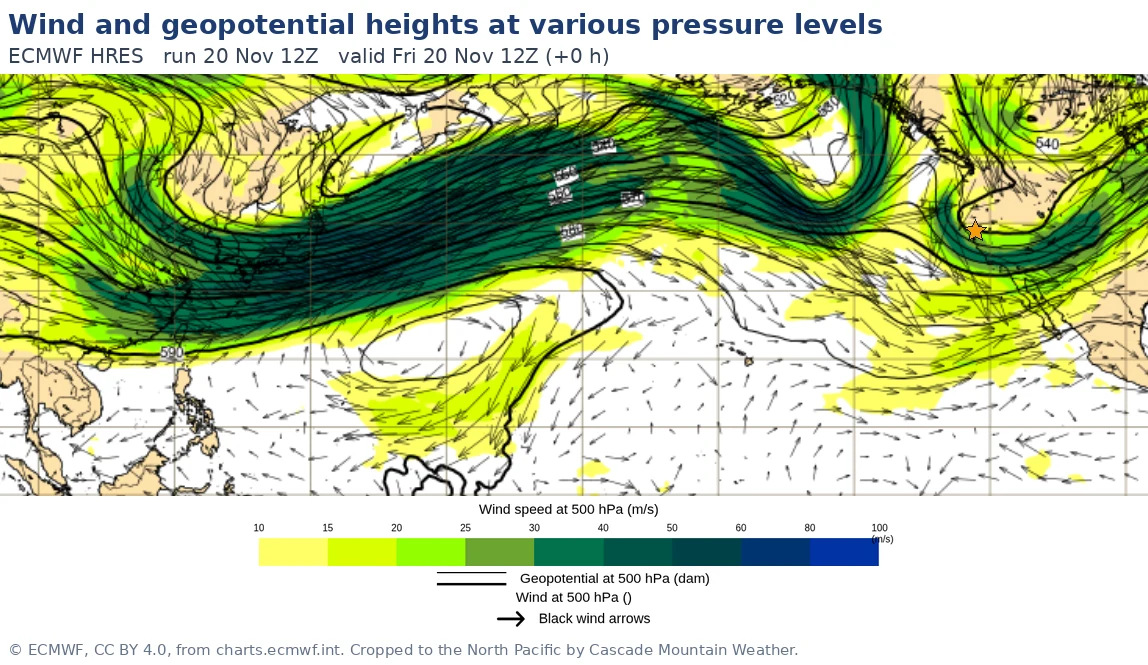 Wind and geopotential heights at various pressure levels
ECMWF HRES run 20 Nov 12Z valid Fri 20 Nov 12Z (+0 h)
520
540
590
Wind speed at 500 hPa (m/s)
10 15 20 25 30 40 50 60 80 100
(m/s)
Geopotential at 500 hPa (dam)
Wind at 500 hPa ()
Black wind arrows
© ECMWF, CC BY 4.0, from charts.ecmwf.int. Cropped to the North Pacific by Cascade Mountain Weather.